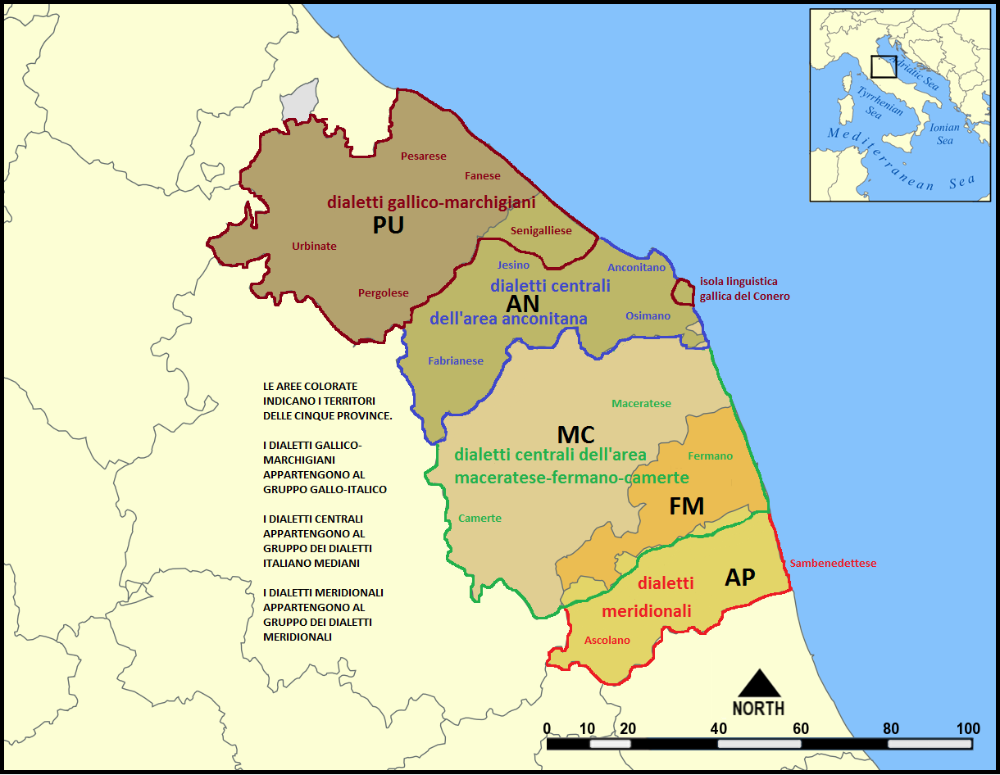 Adriatic Sea
Tyrrhenian
Sea
Ionian
Sea
Mediterranean Sea
Pesarese
Fanese
dialetti gallico-marchigiani
PU
Senigalliese
Urbinate
Pergolese
Jesino
Anconitano
dialetti centrali
AN
dell'area anconitana
Osimano
Fabrianese
isola linguistica
gallica del Conero
LE AREE COLORATE
INDICANO I TERRITORI
DELLE CINQUE PROVINCE.
I DIALETTI GALLICO-
MARCHIGIANI
APPARTENGONO AL
GRUPPO GALLO-ITALICO
I DIALETTI CENTRALI
APPARTENGONO AL
GRUPPO DEI DIALETTI
ITALIANO MEDIANI
I DIALETTI MERIDIONALI
APPARTENGONO AL
GRUPPO DEI DIALETTI
MERIDIONALI
Maceratese
MC
dialetti centrali dell'area
maceratese-fermano-camerte
Fermano
FM
Camerte
Sambenedettese
AP
dialetti
meridionali
Ascolano
NORTH
0 10 20 40 60 80 100